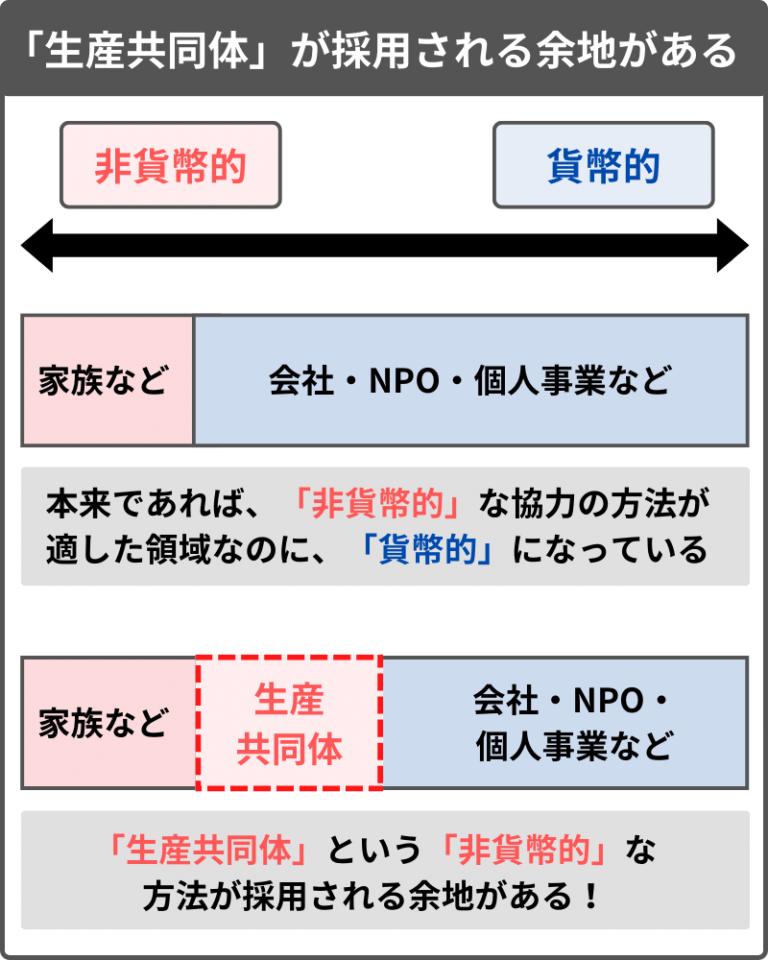 「生産共同体」が採用される余地がある
非貨幣的
貨幣的
家族など
会社・NPO・個人事業など
本来であれば、「非貨幣的」な協力の方法が
適した領域なのに、「貨幣的」になっている
家族など
生産
共同体
会社・NPO・
個人事業など
「生産共同体」という「非貨幣的」な
方法が採用される余地がある！